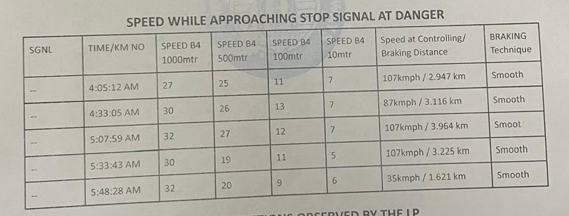 SPEED WHILE APPROACHING STOP SIGNAL AT DANGER
SGNL TIME/KM NO SPEED B4 1000mtr SPEED B4 500mtr SPEED B4 100mtr SPEED B4 10mtr Speed at Controlling/ Braking Distance BRAKING Technique
-- 4:05:12 AM 27 25 11 7 107kmph / 2.947 km Smooth
-- 4:33:05 AM 30 26 13 7 87kmph / 3.116 km Smooth
-- 5:07:59 AM 32 27 12 7 107kmph / 3.964 km Smoot
-- 5:33:43 AM 30 19 11 5 107kmph / 3.225 km Smooth
-- 5:48:28 AM 32 20 9 6 35kmph / 1.621 km Smooth
OBSERVED BY THE LP